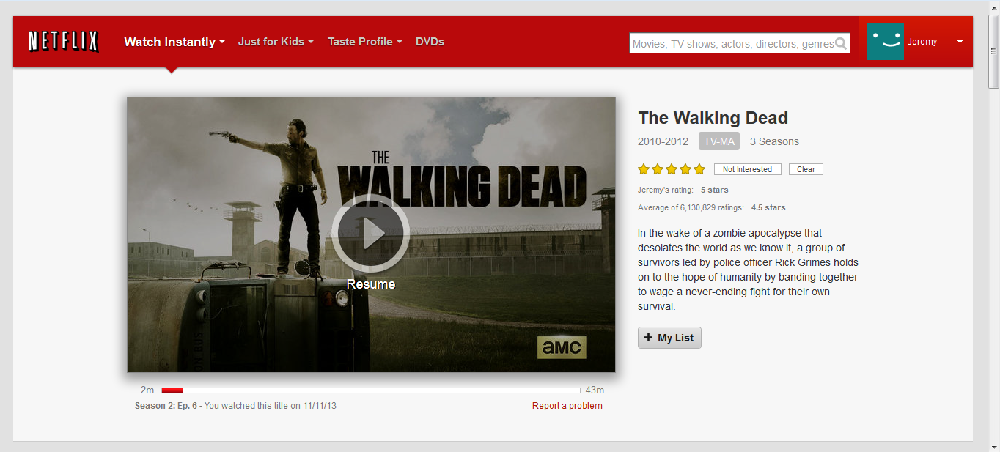 NETFLIX
Watch Instantly
Just for Kids
Taste Profile
DVDs
Movies, TV shows, actors, directors, genres
Jeremy
THE
WALKING DEAD
Resume
ON BUS
aMC
2m
43m
Season 2: Ep. 6 - You watched this title on 11/11/13
Report a problem
The Walking Dead
2010-2012 TV-MA 3 Seasons
Not Interested
Clear
Jeremy's rating: 5 stars
Average of 6,130,829 ratings: 4.5 stars
In the wake of a zombie apocalypse that
desolates the world as we know it, a group of
survivors led by police officer Rick Grimes holds
on to the hope of humanity by banding together
to wage a never-ending fight for their own
survival.
+ My List